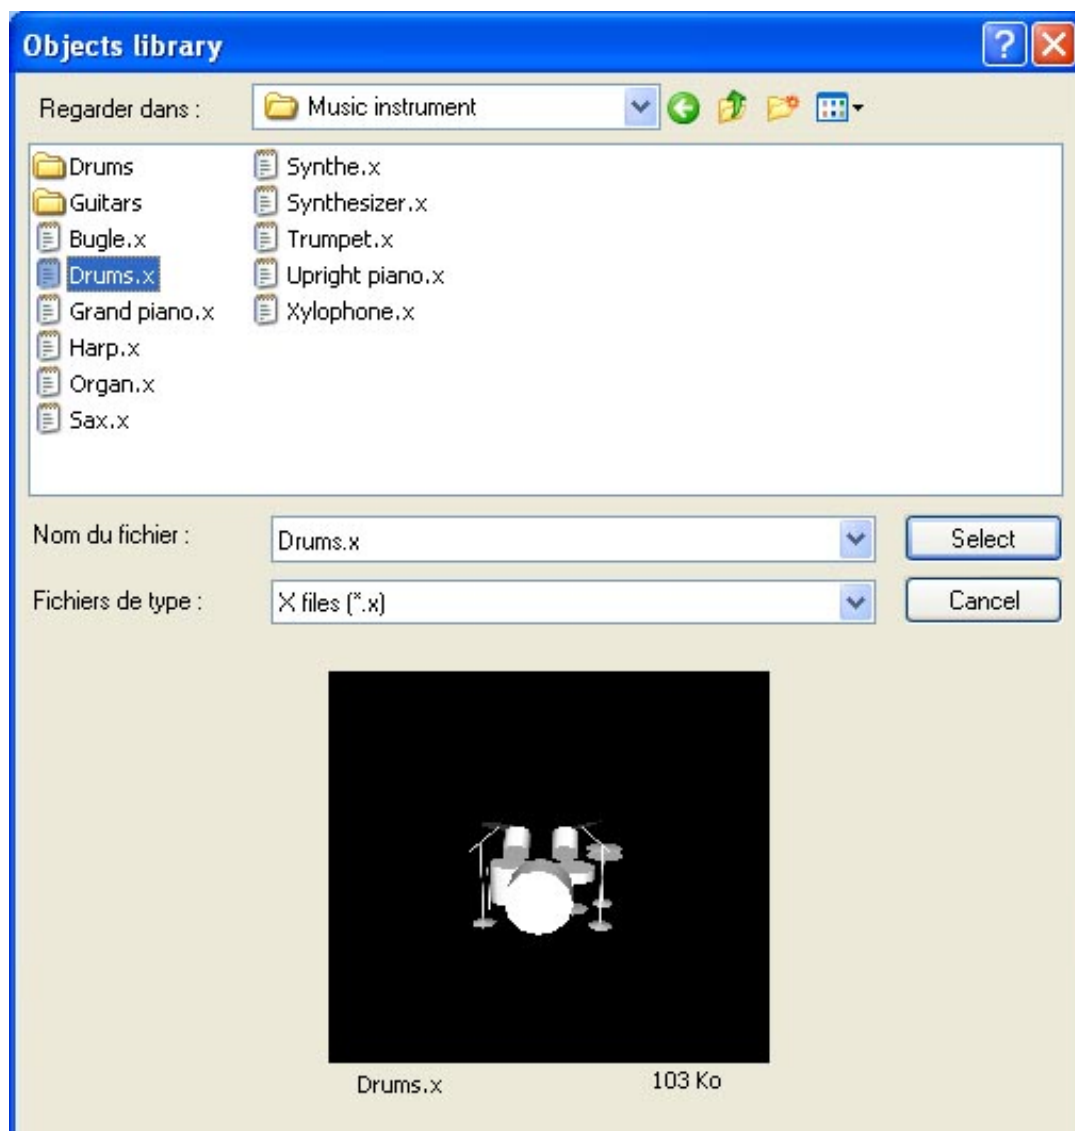 Objects library
Regarder dans :
Music instrument
Drums
Guitars
Bugle.x
Drums.x
Grand piano.x
Harp.x
Organ.x
Sax.x
Synthe.x
Synthesizer.x
Trumpet.x
Upright piano.x
Xylophone.x
Nom du fichier :
Drums.x
Select
Fichiers de type :
X files (*.x)
Cancel
Drums.x
103 Ko